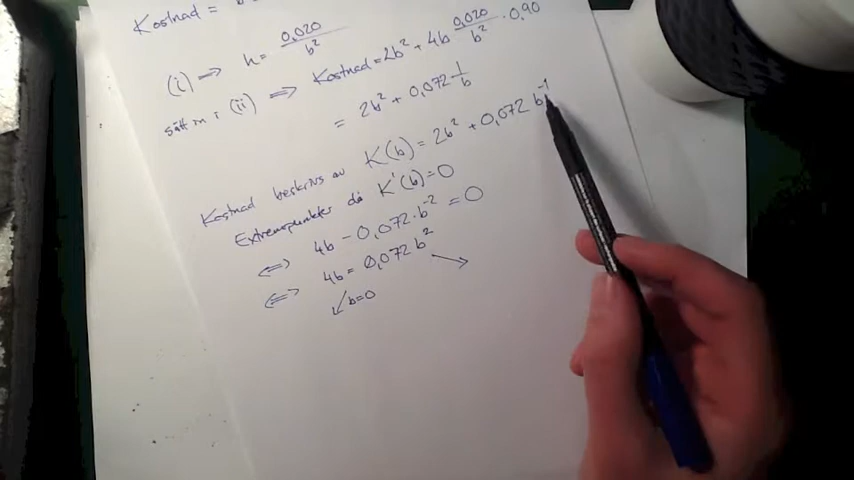 Kostnad =
(i) => h = 0,020/b²
sätt in i (ii) => Kostnad = 2b² + 4b 0,020/b² · 0,90
= 2b² + 0,072 1/b
Kostnad beskrivs av K(b) = 2b² + 0,072 b⁻¹
Extrempunkter då K'(b) = 0
<=> 4b - 0,072 · b⁻² = 0
<=> 4b = 0,072 b²
↙ b=0 ↘